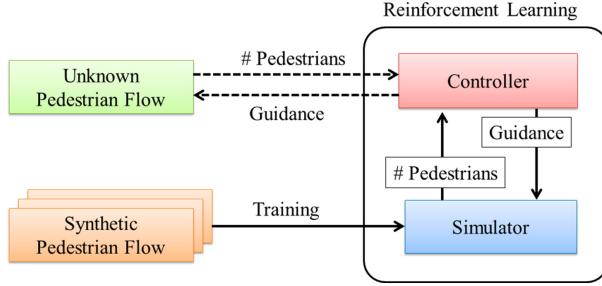 Reinforcement Learning
# Pedestrians
Unknown
Pedestrian Flow
Controller
Guidance
Guidance
# Pedestrians
Training
Synthetic
Pedestrian Flow
Simulator